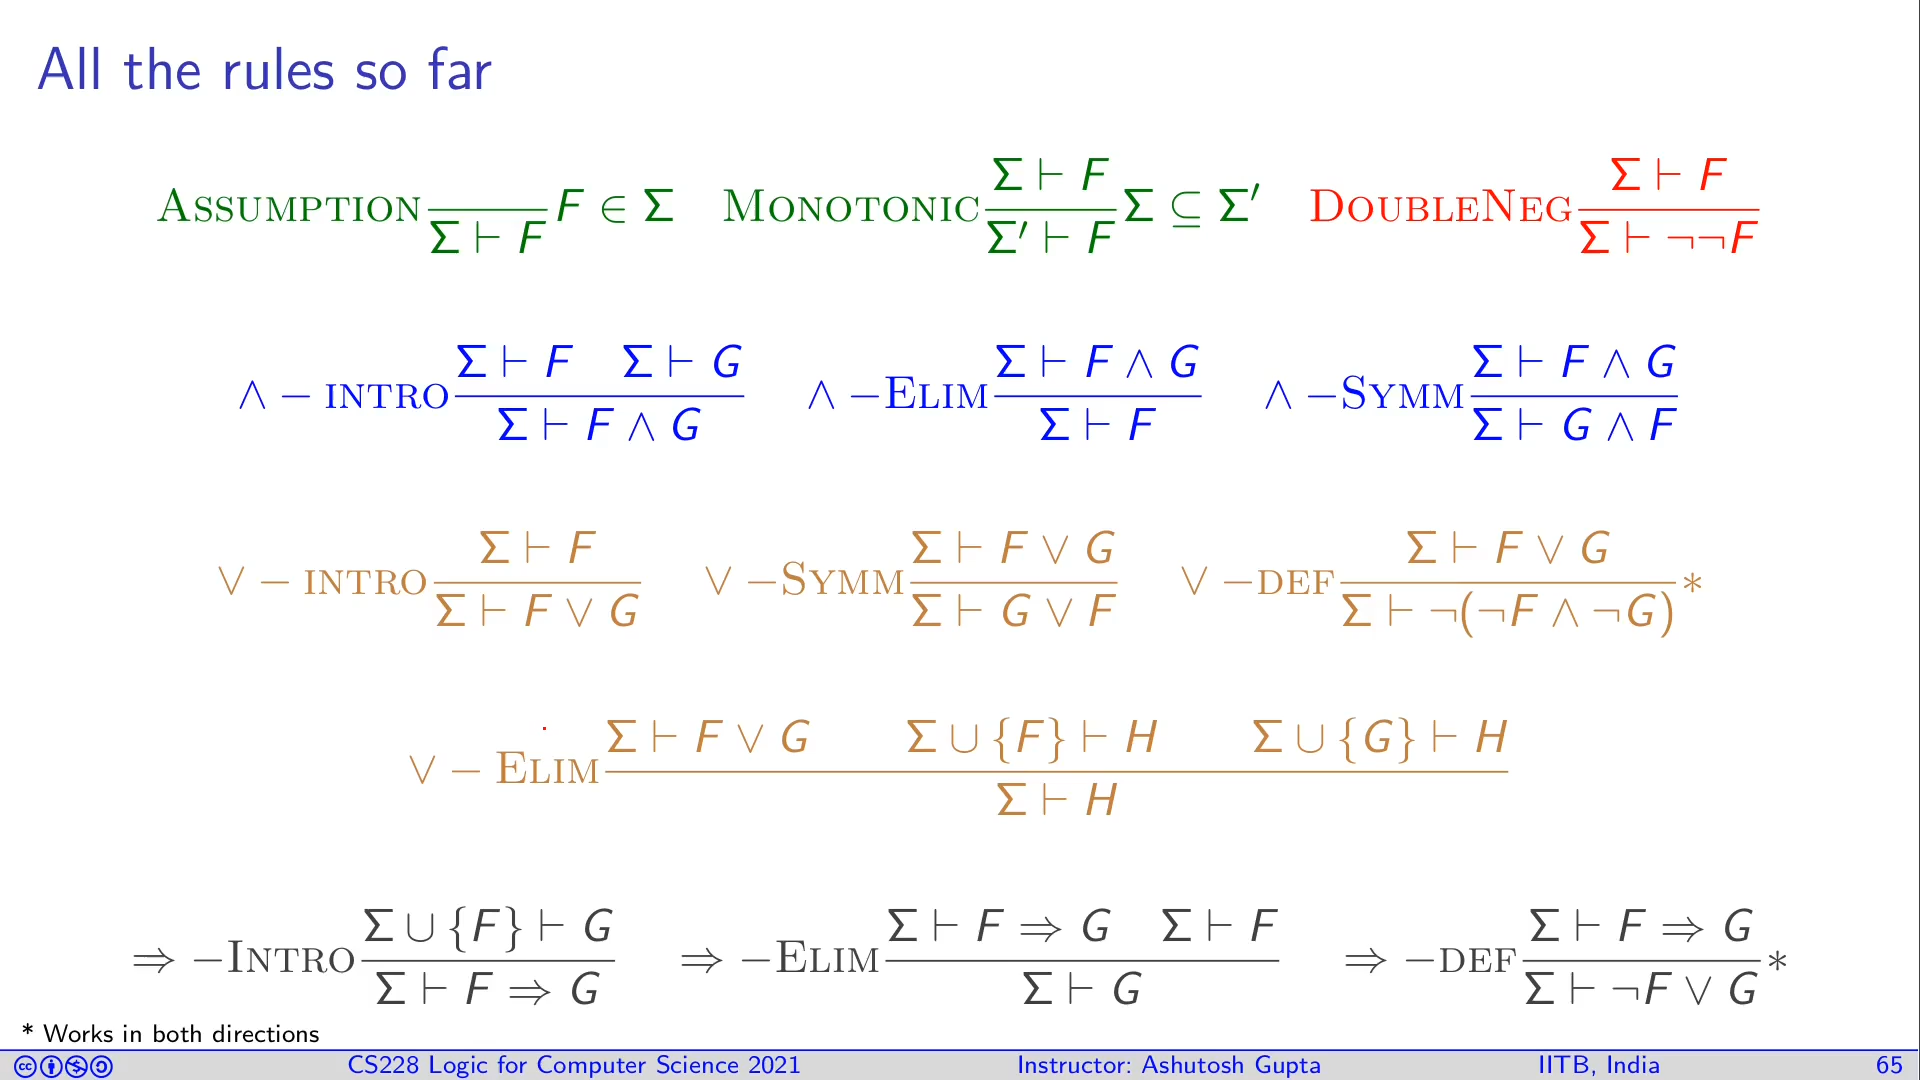 All the rules so far
ASSUMPTION Σ ⊢ F F ∈ Σ MONOTONIC Σ ⊢ F / Σ′ ⊢ F Σ ⊆ Σ′ DOUBLENEG Σ ⊢ F / Σ ⊢ ¬¬F
∧ − INTRO Σ ⊢ F Σ ⊢ G / Σ ⊢ F ∧ G ∧ −ELIM Σ ⊢ F ∧ G / Σ ⊢ F ∧ −SYMM Σ ⊢ F ∧ G / Σ ⊢ G ∧ F
∨ − INTRO Σ ⊢ F / Σ ⊢ F ∨ G ∨ −SYMM Σ ⊢ F ∨ G / Σ ⊢ G ∨ F ∨ −DEF Σ ⊢ F ∨ G / Σ ⊢ ¬(¬F ∧ ¬G) *
∨ − ELIM Σ ⊢ F ∨ G Σ ∪ {F} ⊢ H Σ ∪ {G} ⊢ H / Σ ⊢ H
⇒ −INTRO Σ ∪ {F} ⊢ G / Σ ⊢ F ⇒ G ⇒ −ELIM Σ ⊢ F ⇒ G Σ ⊢ F / Σ ⊢ G ⇒ −DEF Σ ⊢ F ⇒ G / Σ ⊢ ¬F ∨ G *
* Works in both directions
CS228 Logic for Computer Science 2021 Instructor: Ashutosh Gupta IITB, India 65